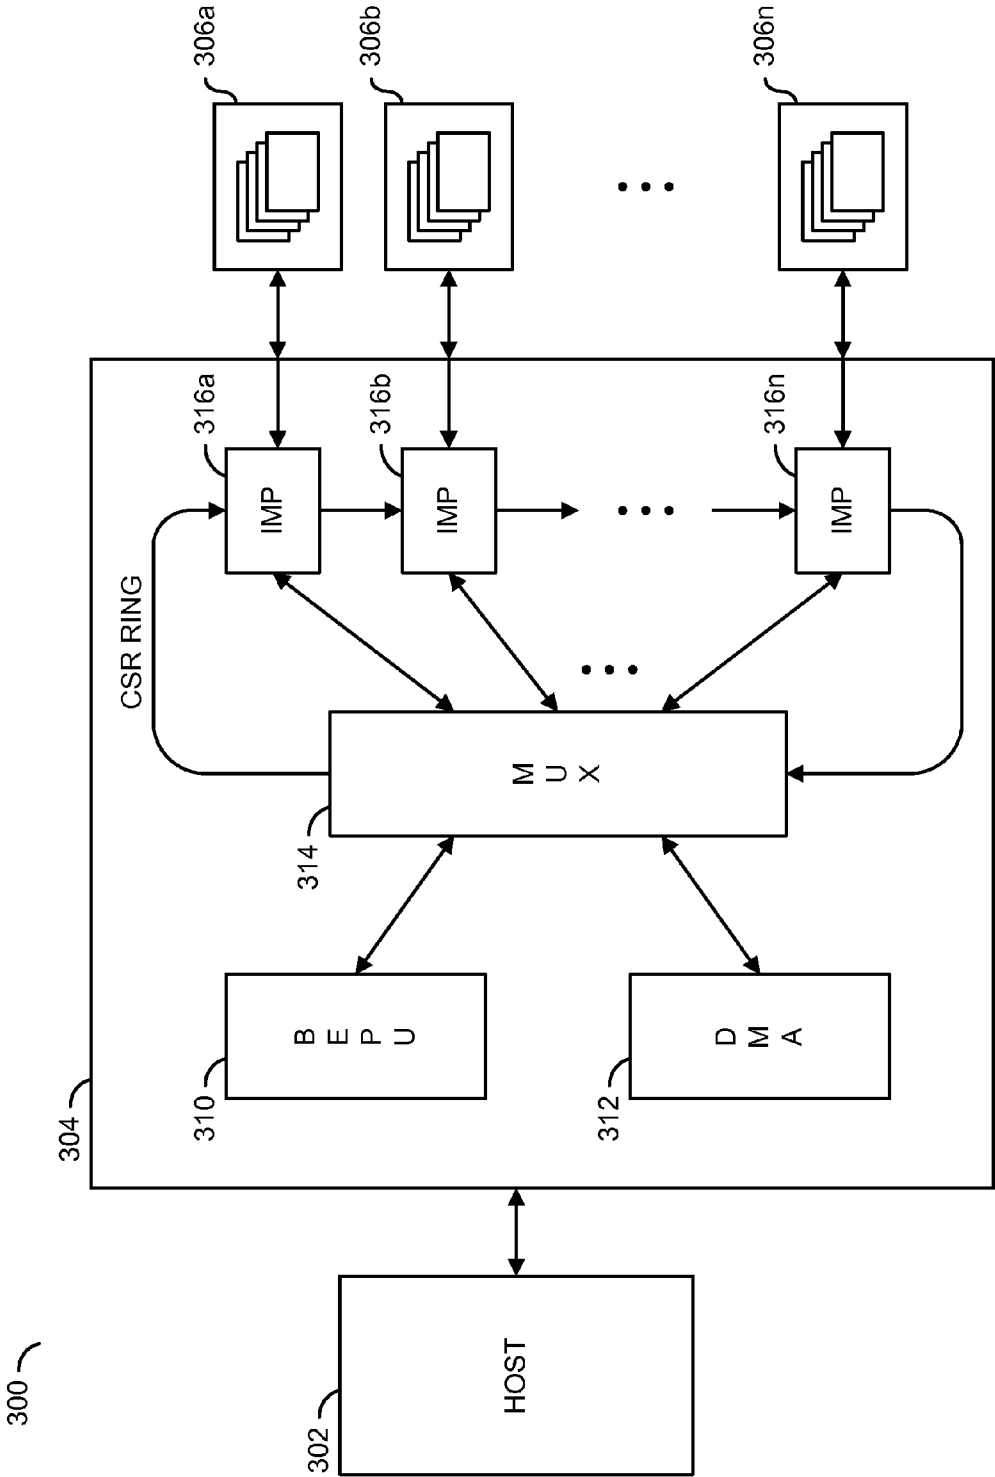 300
302
HOST
304
310
BEPU
312
DMA
314
MUX
CSR RING
316a
IMP
316b
IMP
316n
IMP
306a
306b
306n